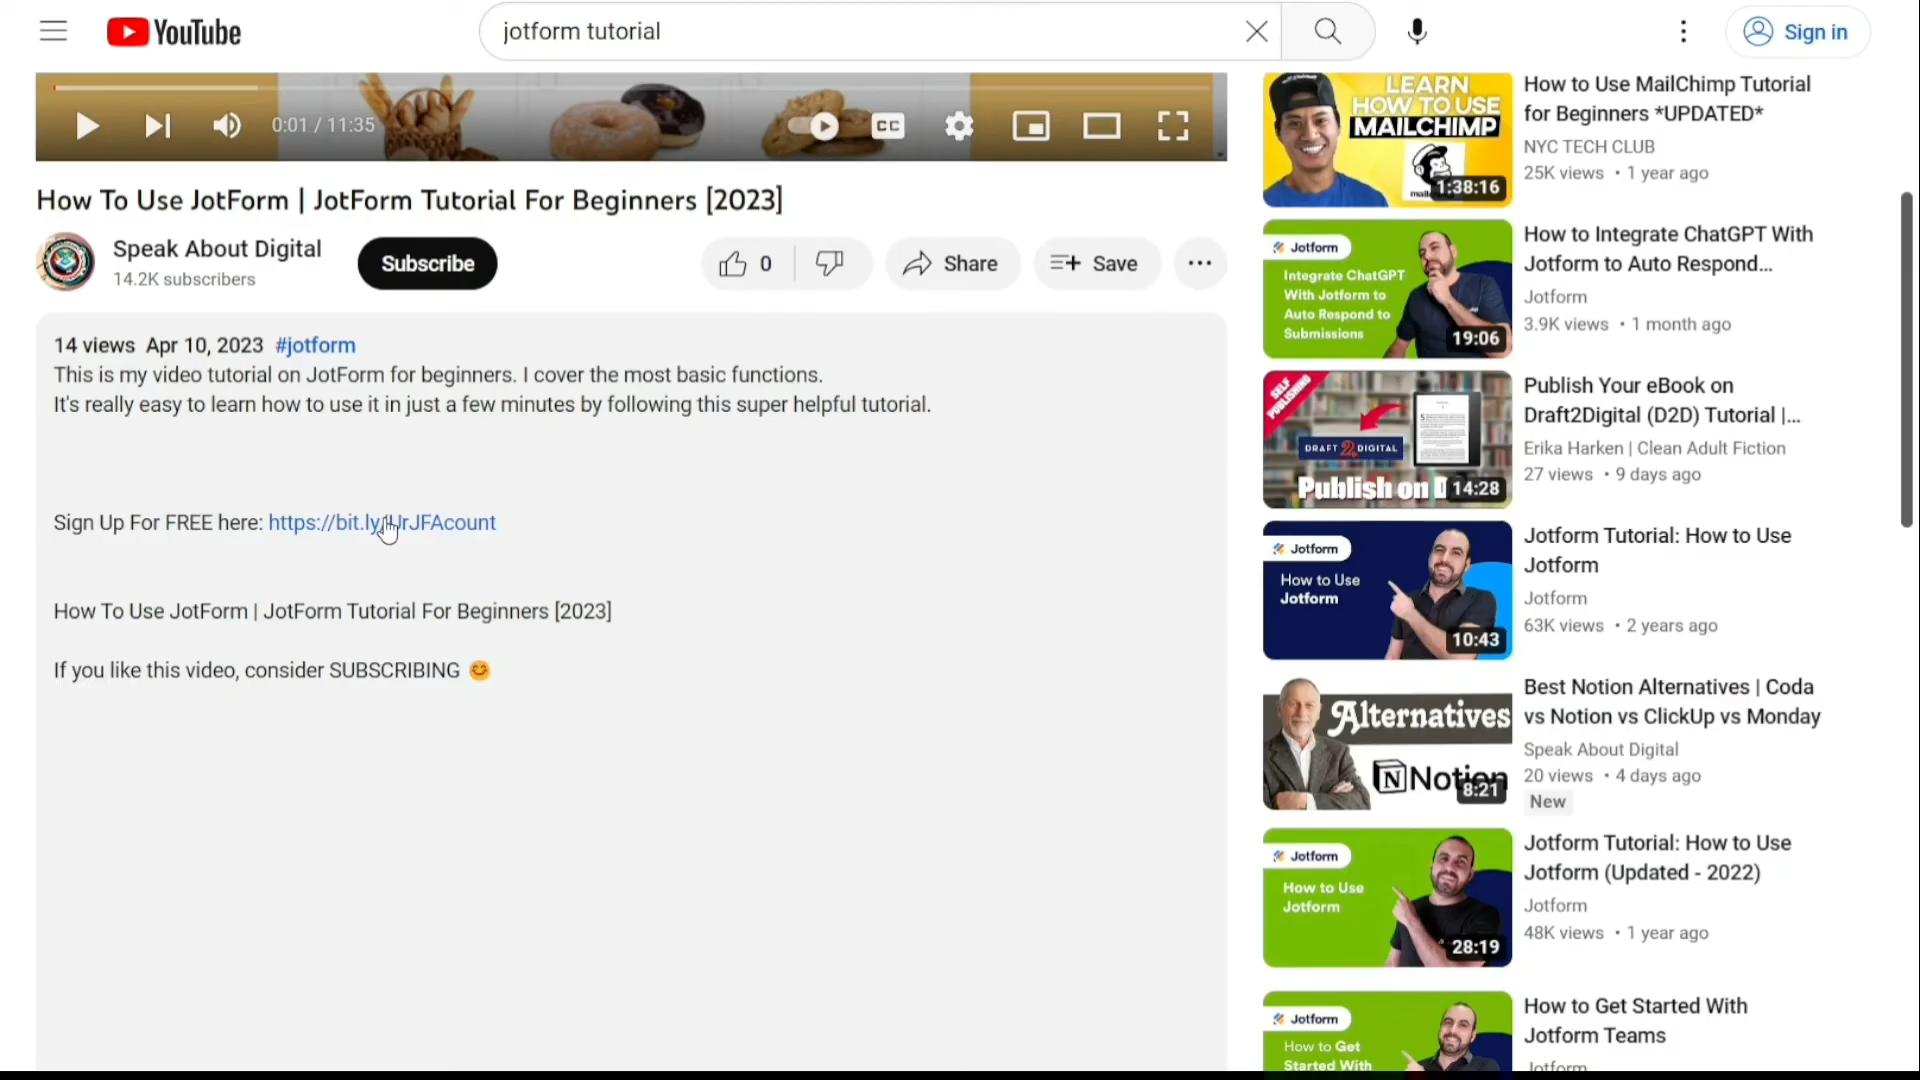 YouTube
jotform tutorial
Sign in
0:01 / 11:35
CC
How To Use JotForm | JotForm Tutorial For Beginners [2023]
Speak About Digital
14.2K subscribers
Subscribe
0
Share
Save
14 views Apr 10, 2023 #jotform
This is my video tutorial on JotForm for beginners. I cover the most basic functions.
It's really easy to learn how to use it in just a few minutes by following this super helpful tutorial.
Sign Up For FREE here: https://bit.ly/UrJFAcount
How To Use JotForm | JotForm Tutorial For Beginners [2023]
If you like this video, consider SUBSCRIBING 😊
LEARN
HOW TO USE
MAILCHIMP
1:38:16
How to Use MailChimp Tutorial
for Beginners *UPDATED*
NYC TECH CLUB
25K views • 1 year ago
Jotform
Integrate ChatGPT
With Jotform to
Auto Respond to
Submissions
19:06
How to Integrate ChatGPT With
Jotform to Auto Respond...
Jotform
3.9K views • 1 month ago
SELF
PUBLISHING
DRAFT 2 DIGITAL
Publish on D
14:28
Publish Your eBook on
Draft2Digital (D2D) Tutorial |...
Erika Harken | Clean Adult Fiction
27 views • 9 days ago
Jotform
How to Use
Jotform
10:43
Jotform Tutorial: How to Use
Jotform
Jotform
63K views • 2 years ago
Alternatives
N Notion
8:21
Best Notion Alternatives | Coda
vs Notion vs ClickUp vs Monday
Speak About Digital
20 views • 4 days ago
New
Jotform
How to Use
Jotform
28:19
Jotform Tutorial: How to Use
Jotform (Updated - 2022)
Jotform
48K views • 1 year ago
Jotform
How to Get
Started With
How to Get Started With
Jotform Teams
Jotform